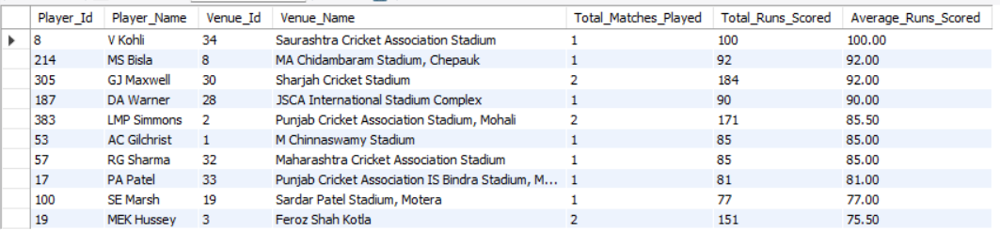 Player_Id Player_Name Venue_Id Venue_Name Total_Matches_Played Total_Runs_Scored Average_Runs_Scored
8 V Kohli 34 Saurashtra Cricket Association Stadium 1 100 100.00
214 MS Bisla 8 MA Chidambaram Stadium, Chepauk 1 92 92.00
305 GJ Maxwell 30 Sharjah Cricket Stadium 2 184 92.00
187 DA Warner 28 JSCA International Stadium Complex 1 90 90.00
383 LMP Simmons 2 Punjab Cricket Association Stadium, Mohali 2 171 85.50
53 AC Gilchrist 1 M Chinnaswamy Stadium 1 85 85.00
57 RG Sharma 32 Maharashtra Cricket Association Stadium 1 85 85.00
17 PA Patel 33 Punjab Cricket Association IS Bindra Stadium, M... 1 81 81.00
100 SE Marsh 19 Sardar Patel Stadium, Motera 1 77 77.00
19 MEK Hussey 3 Feroz Shah Kotla 2 151 75.50